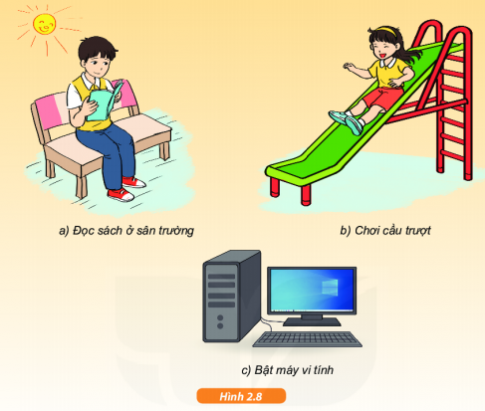 a) Đọc sách ở sân trường
b) Chơi cầu trượt
c) Bật máy vi tính
Hình 2.8